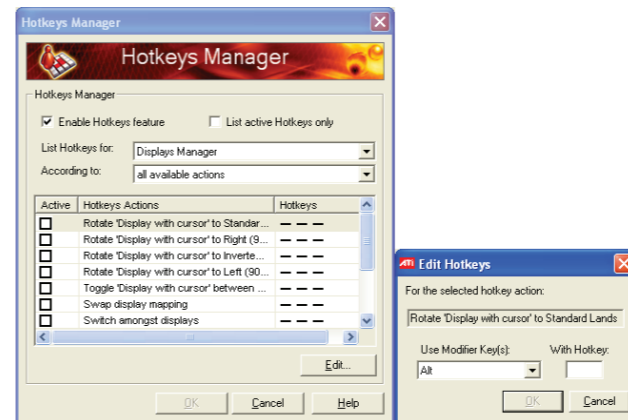 Hotkeys Manager
Hotkeys Manager
Hotkeys Manager
Enable Hotkeys feature
List active Hotkeys only
List Hotkeys for:
Displays Manager
According to:
all available actions
Active Hotkeys Actions Hotkeys
Rotate 'Display with cursor' to Standar... – – –
Rotate 'Display with cursor' to Right (9... – – –
Rotate 'Display with cursor' to Inverte... – – –
Rotate 'Display with cursor' to Left (90... – – –
Toggle 'Display with cursor' between ... – – –
Swap display mapping – – –
Switch amongst displays – – –
Edit...
OK Cancel Help
ATI Edit Hotkeys
For the selected hotkey action:
Rotate 'Display with cursor' to Standard Lands
Use Modifier Key(s): With Hotkey:
Alt
OK Cancel